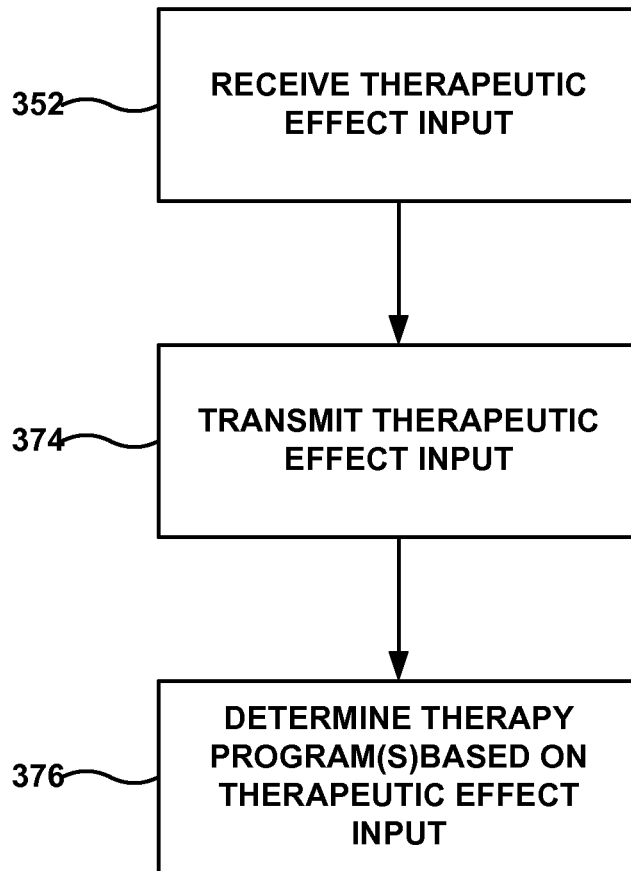 352
RECEIVE THERAPEUTIC
EFFECT INPUT
374
TRANSMIT THERAPEUTIC
EFFECT INPUT
376
DETERMINE THERAPY
PROGRAM(S)BASED ON
THERAPEUTIC EFFECT
INPUT